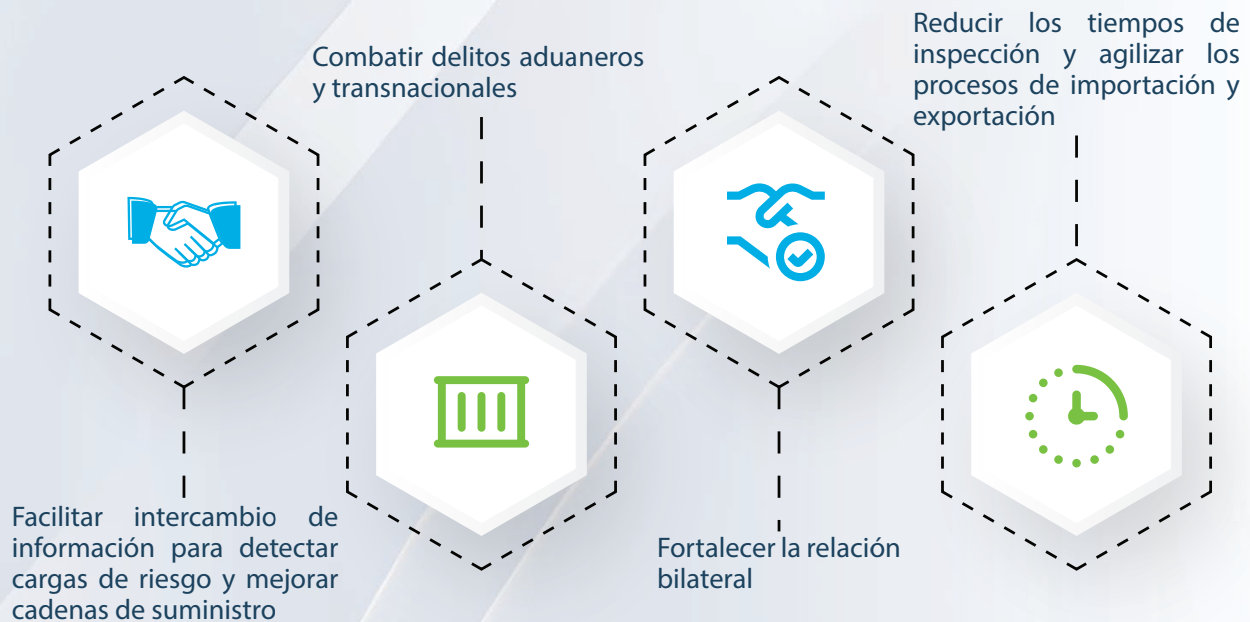 Facilitar intercambio de
información para detectar
cargas de riesgo y mejorar
cadenas de suministro
Combatir delitos aduaneros
y transnacionales
Fortalecer la relación
bilateral
Reducir los tiempos de
inspección y agilizar los
procesos de importación y
exportación